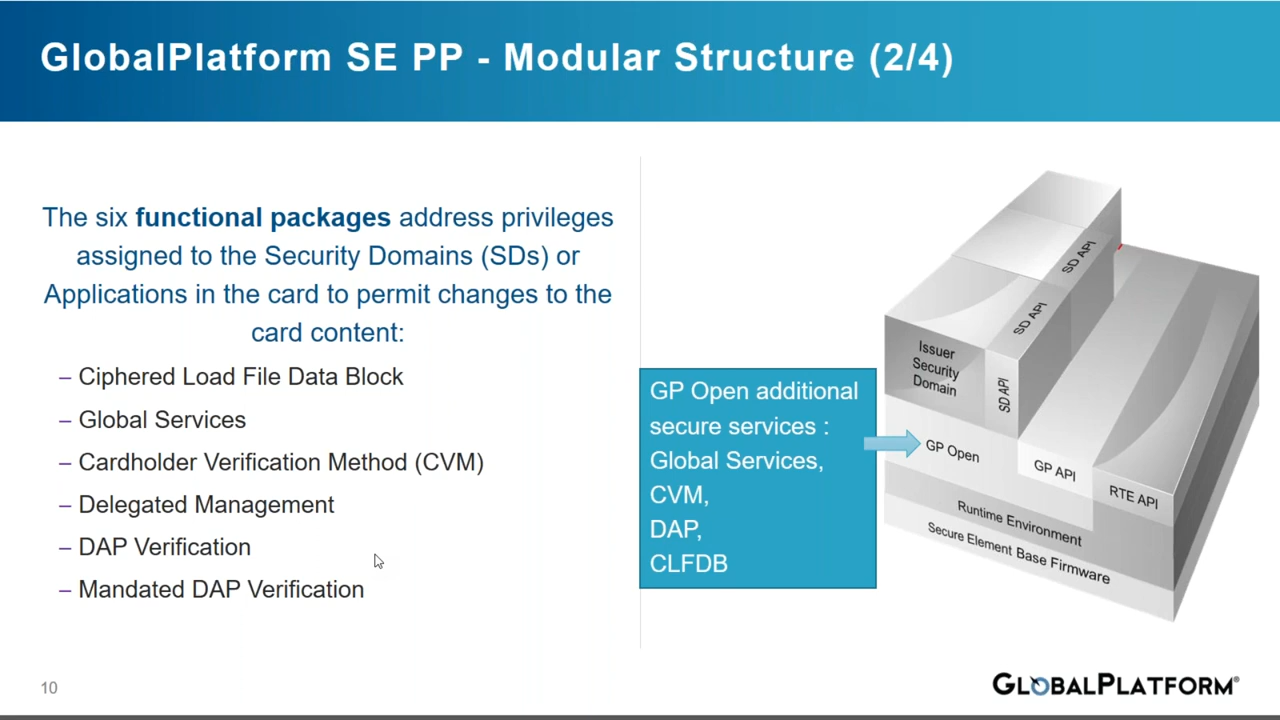 GlobalPlatform SE PP - Modular Structure (2/4)
The six functional packages address privileges
assigned to the Security Domains (SDs) or
Applications in the card to permit changes to the
card content:
– Ciphered Load File Data Block
– Global Services
– Cardholder Verification Method (CVM)
– Delegated Management
– DAP Verification
– Mandated DAP Verification
GP Open additional
secure services :
Global Services,
CVM,
DAP,
CLFDB
SD API
SD API
Issuer
Security
Domain
SD API
GP Open
GP API
RTE API
Runtime Environment
Secure Element Base Firmware
10
GLOBALPLATFORM®